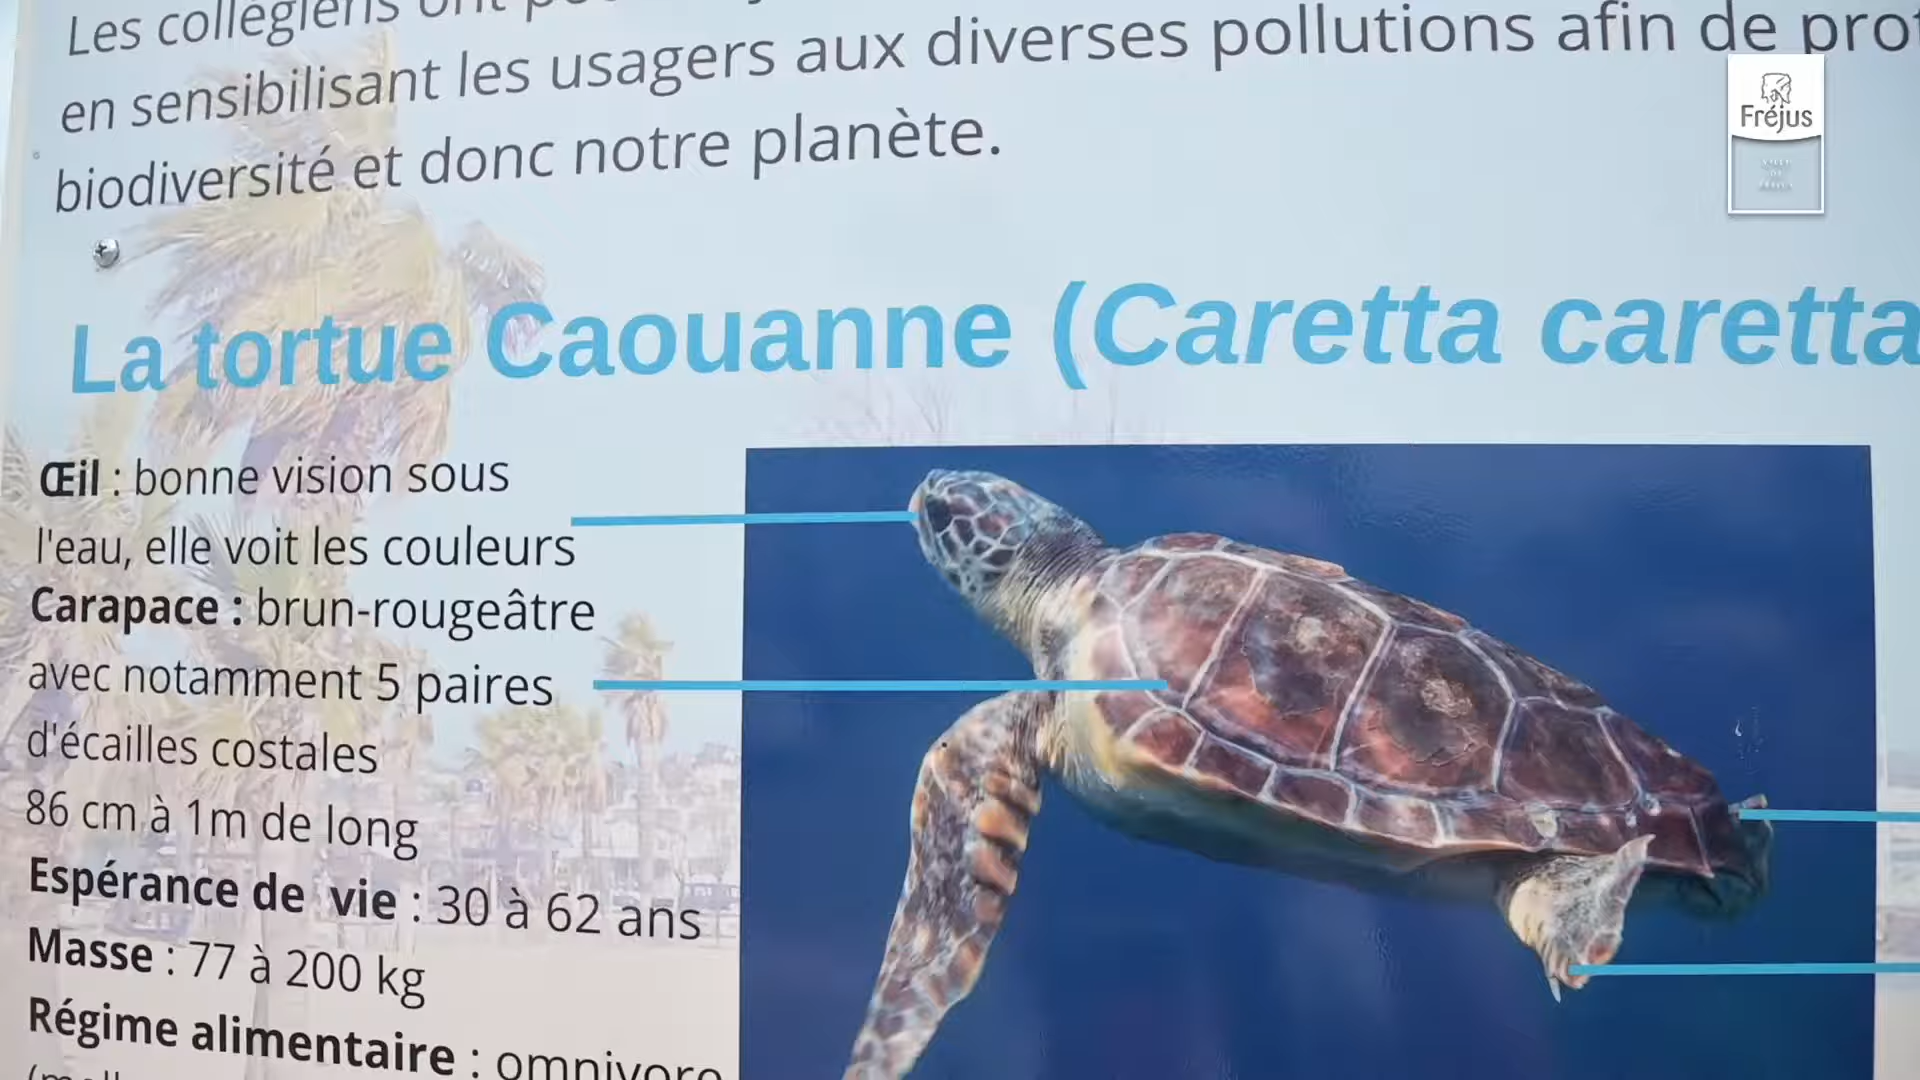 Les collégiens ont
en sensibilisant les usagers aux diverses pollutions afin de
biodiversité et donc notre planète.
Fréjus
La tortue Caouanne (Caretta caretta
Œil : bonne vision sous
l'eau, elle voit les couleurs
Carapace : brun-rougeâtre
avec notamment 5 paires
d'écailles costales
86 cm à 1m de long
Espérance de vie : 30 à 62 ans
Masse : 77 à 200 kg
Régime alimentaire : omnivore